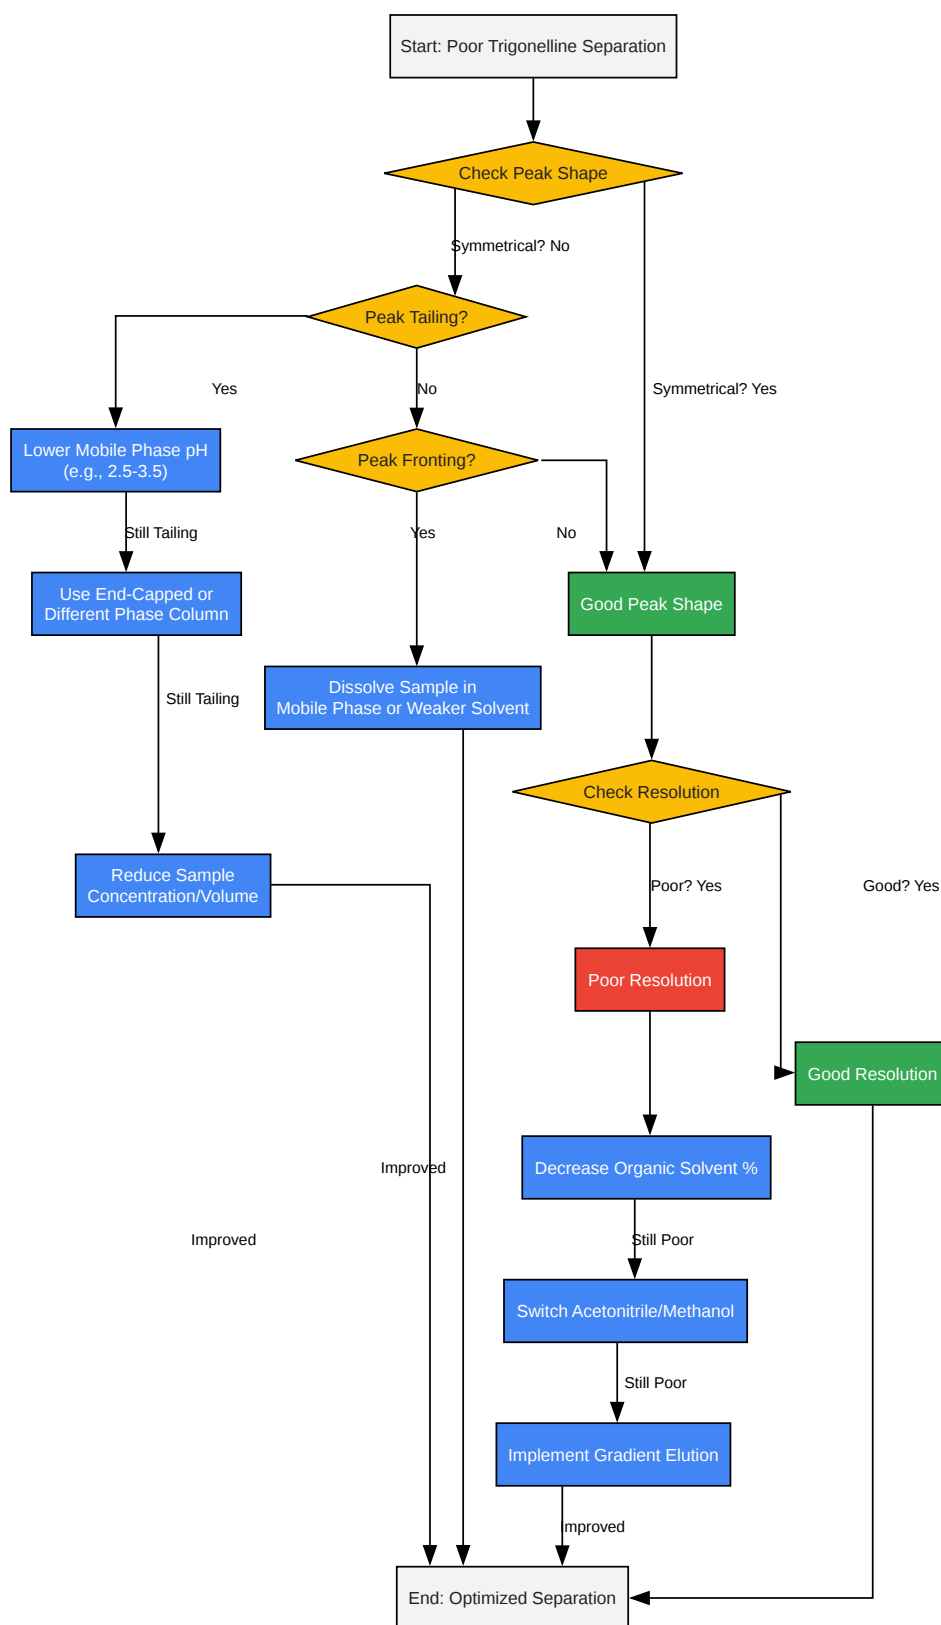 Start: Poor Trigonelline Separation
Check Peak Shape
Symmetrical? No
Peak Tailing?
Yes
No
Symmetrical? Yes
Lower Mobile Phase pH
(e.g., 2.5-3.5)
Peak Fronting?
Still Tailing
Yes
No
Use End-Capped or
Different Phase Column
Good Peak Shape
Still Tailing
Dissolve Sample in
Mobile Phase or Weaker Solvent
Check Resolution
Reduce Sample
Concentration/Volume
Poor? Yes
Good? Yes
Poor Resolution
Good Resolution
Improved
Decrease Organic Solvent %
Improved
Still Poor
Switch Acetonitrile/Methanol
Still Poor
Implement Gradient Elution
Improved
End: Optimized Separation